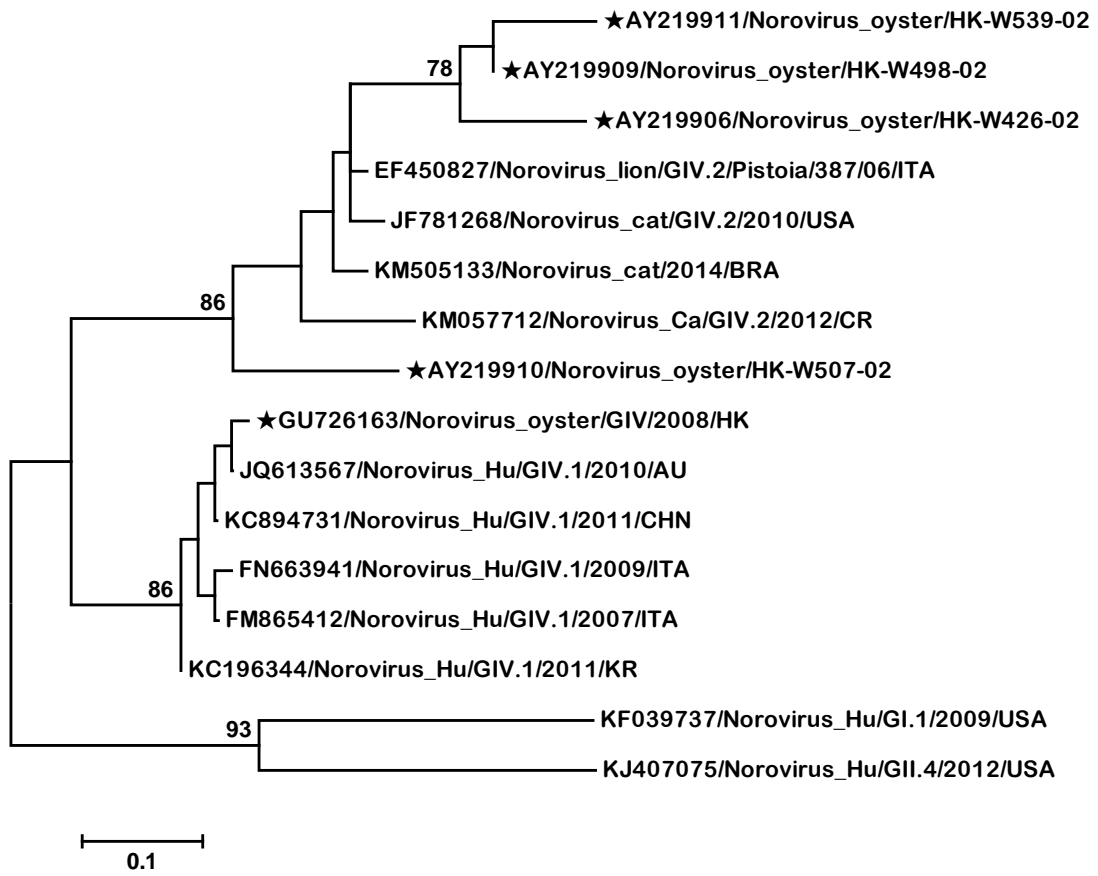 ★AY219911/Norovirus_oyster/HK-W539-02
78
★AY219909/Norovirus_oyster/HK-W498-02
★AY219906/Norovirus_oyster/HK-W426-02
EF450827/Norovirus_lion/GIV.2/Pistoia/387/06/ITA
JF781268/Norovirus_cat/GIV.2/2010/USA
KM505133/Norovirus_cat/2014/BRA
86
KM057712/Norovirus_Ca/GIV.2/2012/CR
★AY219910/Norovirus_oyster/HK-W507-02
★GU726163/Norovirus_oyster/GIV/2008/HK
JQ613567/Norovirus_Hu/GIV.1/2010/AU
KC894731/Norovirus_Hu/GIV.1/2011/CHN
FN663941/Norovirus_Hu/GIV.1/2009/ITA
86
FM865412/Norovirus_Hu/GIV.1/2007/ITA
KC196344/Norovirus_Hu/GIV.1/2011/KR
KF039737/Norovirus_Hu/GI.1/2009/USA
93
KJ407075/Norovirus_Hu/GII.4/2012/USA
0.1